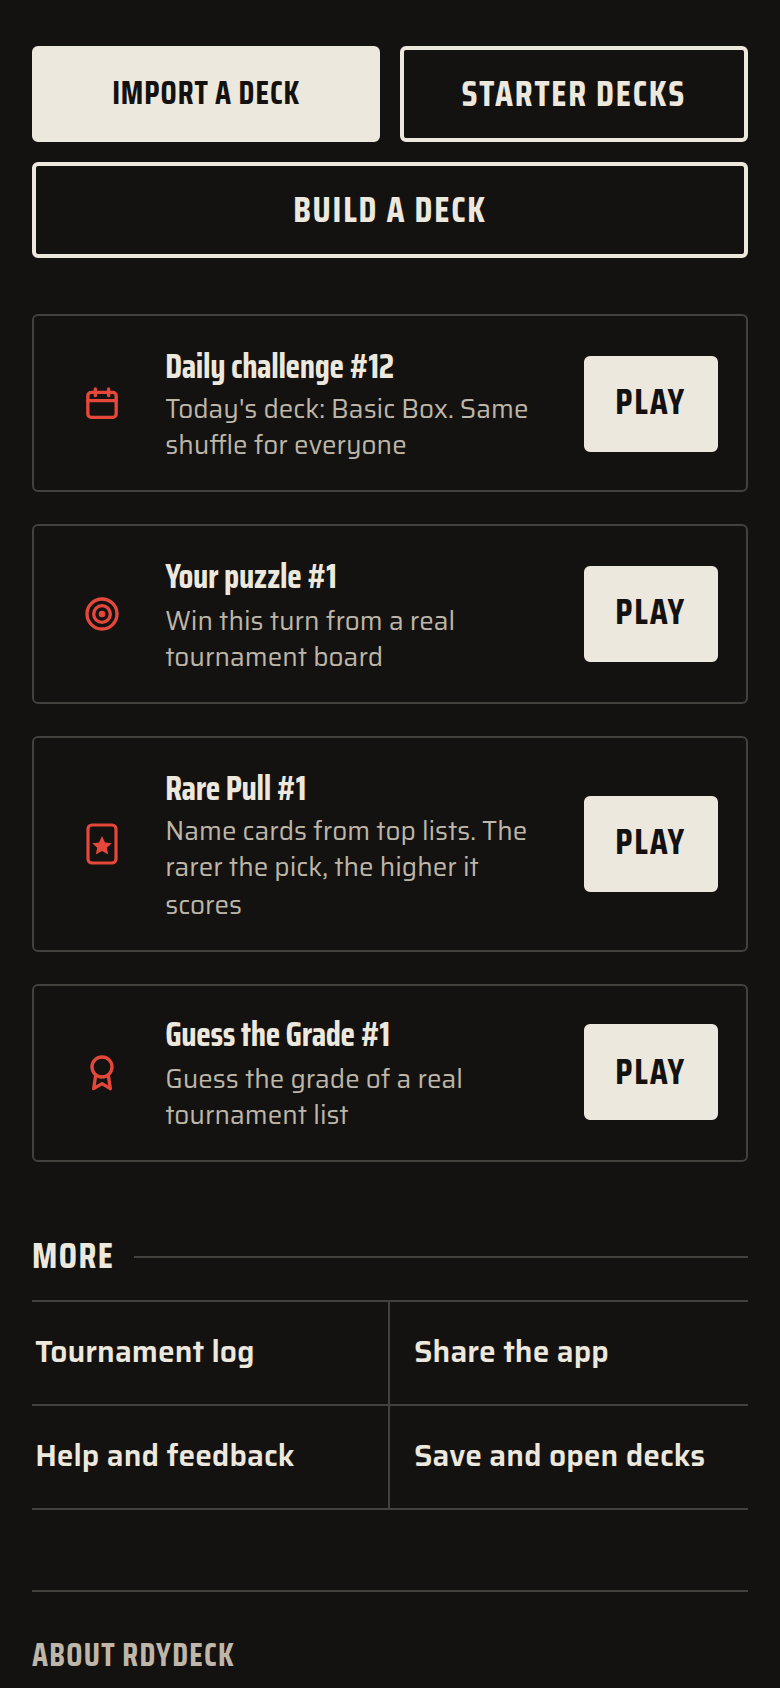 IMPORT A DECK
STARTER DECKS
BUILD A DECK
Daily challenge #12
Today's deck: Basic Box. Same
shuffle for everyone
PLAY
Your puzzle #1
Win this turn from a real
tournament board
PLAY
Rare Pull #1
Name cards from top lists. The
rarer the pick, the higher it
scores
PLAY
Guess the Grade #1
Guess the grade of a real
tournament list
PLAY
MORE
Tournament log
Share the app
Help and feedback
Save and open decks
ABOUT RDYDECK